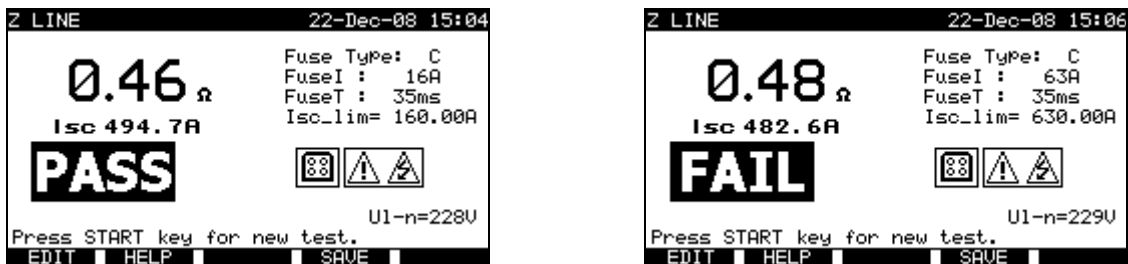 Z LINE 22-Dec-08 15:04
0.46 Ω
Isc 494.7A
PASS
Fuse Type: C
FuseI : 16A
FuseT : 35ms
Isc_lim= 160.00A
Ul-n=228V
Press START key for new test.
EDIT HELP SAVE
Z LINE 22-Dec-08 15:06
0.48 Ω
Isc 482.6A
FAIL
Fuse Type: C
FuseI : 63A
FuseT : 35ms
Isc_lim= 630.00A
Ul-n=229V
Press START key for new test.
EDIT HELP SAVE